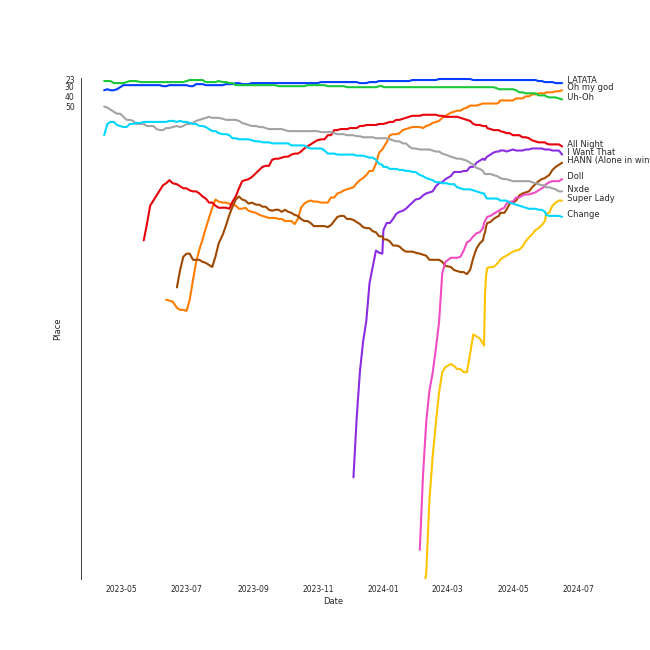 23
30
40
50
LATATA
Oh my god
Uh-Oh
All Night
I Want That
HANN (Alone in win
Doll
Nxde
Super Lady
Change
Place
2023-05
2023-07
2023-09
2023-11
2024-01
2024-03
2024-05
2024-07
Date